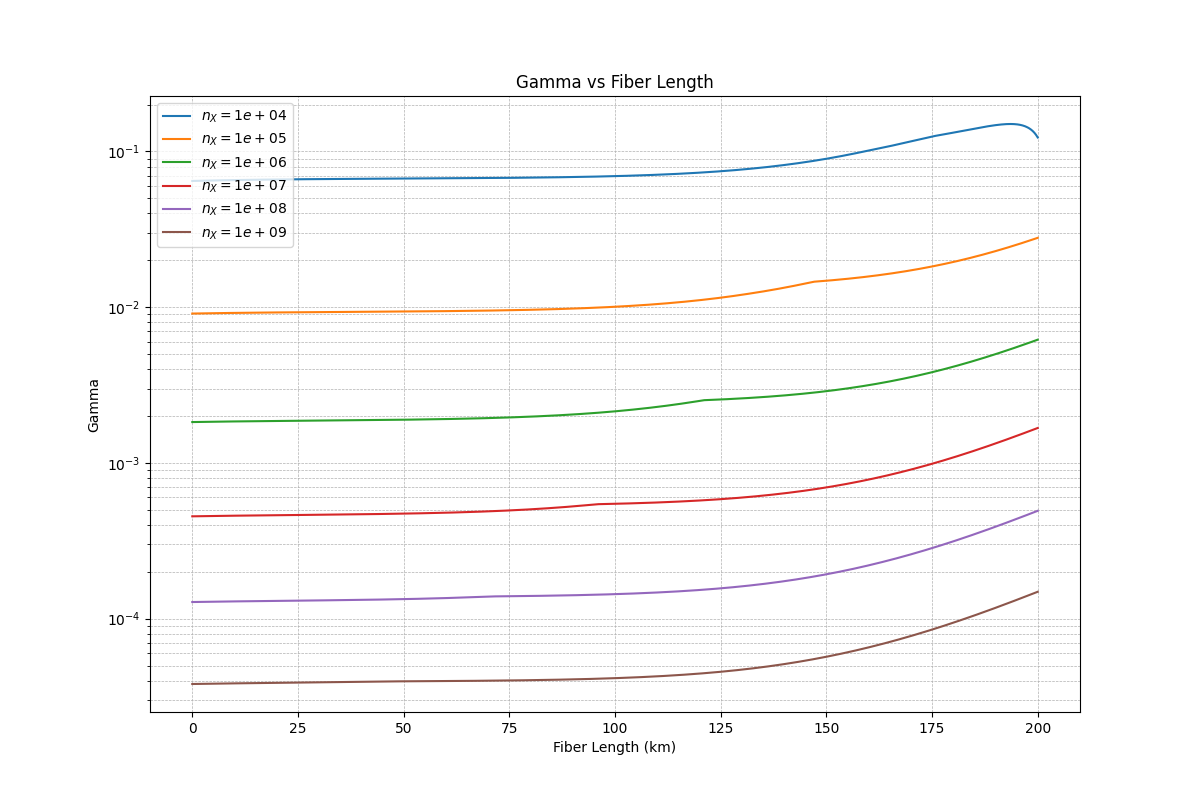 Gamma vs Fiber Length
n_X = 1e + 04
n_X = 1e + 05
n_X = 1e + 06
n_X = 1e + 07
n_X = 1e + 08
n_X = 1e + 09
Gamma
10⁻¹
10⁻²
10⁻³
10⁻⁴
0 25 50 75 100 125 150 175 200
Fiber Length (km)